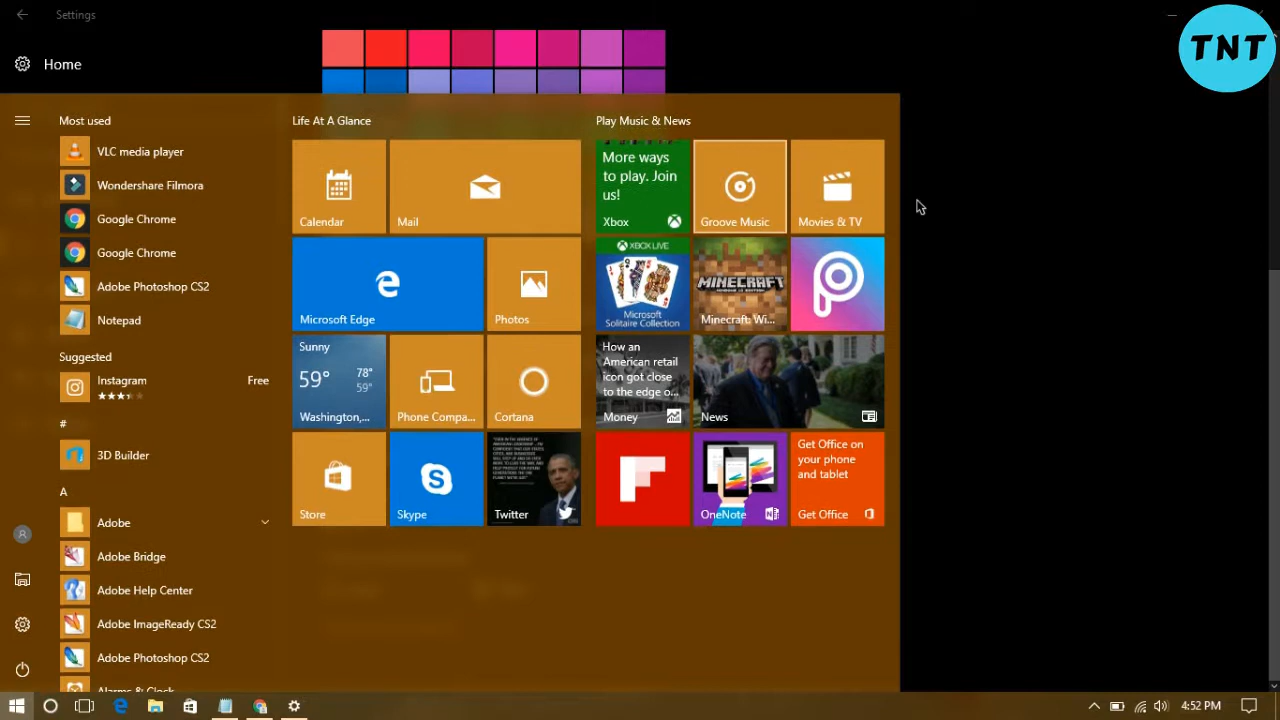 Settings
TNT
Home
Most used
VLC media player
Wondershare Filmora
Google Chrome
Google Chrome
Adobe Photoshop CS2
Notepad
Suggested
Instagram
Free
#
3D Builder
A
Adobe
Adobe Bridge
Adobe Help Center
Adobe ImageReady CS2
Adobe Photoshop CS2
Alarms & Clock
Life At A Glance
Calendar
Mail
Microsoft Edge
Photos
Sunny
59°
78°
59°
Washington,...
Phone Compa...
Cortana
Store
Skype
Twitter
Play Music & News
More ways
to play. Join
us!
Xbox
Groove Music
Movies & TV
XBOX LIVE
Microsoft
Solitaire Collection
MINECRAFT
Minecraft: Wi...
How an
American retail
icon got close
to the edge o...
Money
News
OneNote
Get Office on
your phone
and tablet
Get Office
4:52 PM